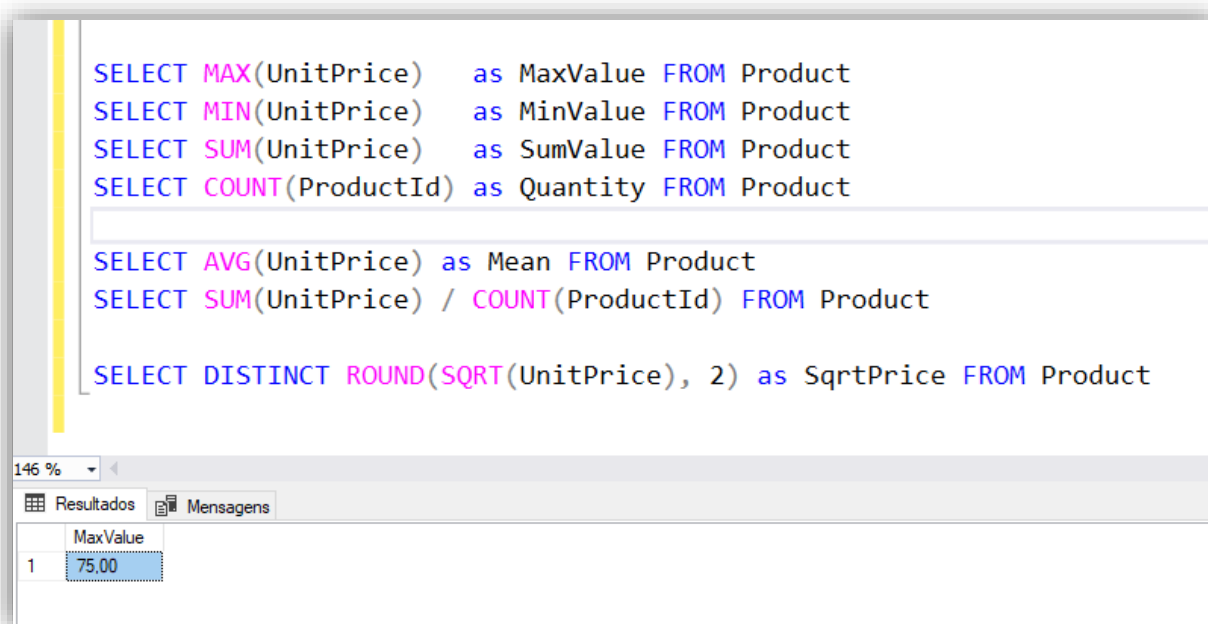 SELECT MAX(UnitPrice)   as MaxValue FROM Product
SELECT MIN(UnitPrice)   as MinValue FROM Product
SELECT SUM(UnitPrice)   as SumValue FROM Product
SELECT COUNT(ProductId) as Quantity FROM Product
SELECT AVG(UnitPrice) as Mean FROM Product
SELECT SUM(UnitPrice) / COUNT(ProductId) FROM Product
SELECT DISTINCT ROUND(SQRT(UnitPrice), 2) as SqrtPrice FROM Product
146 %
Resultados Mensagens
MaxValue
1 75,00